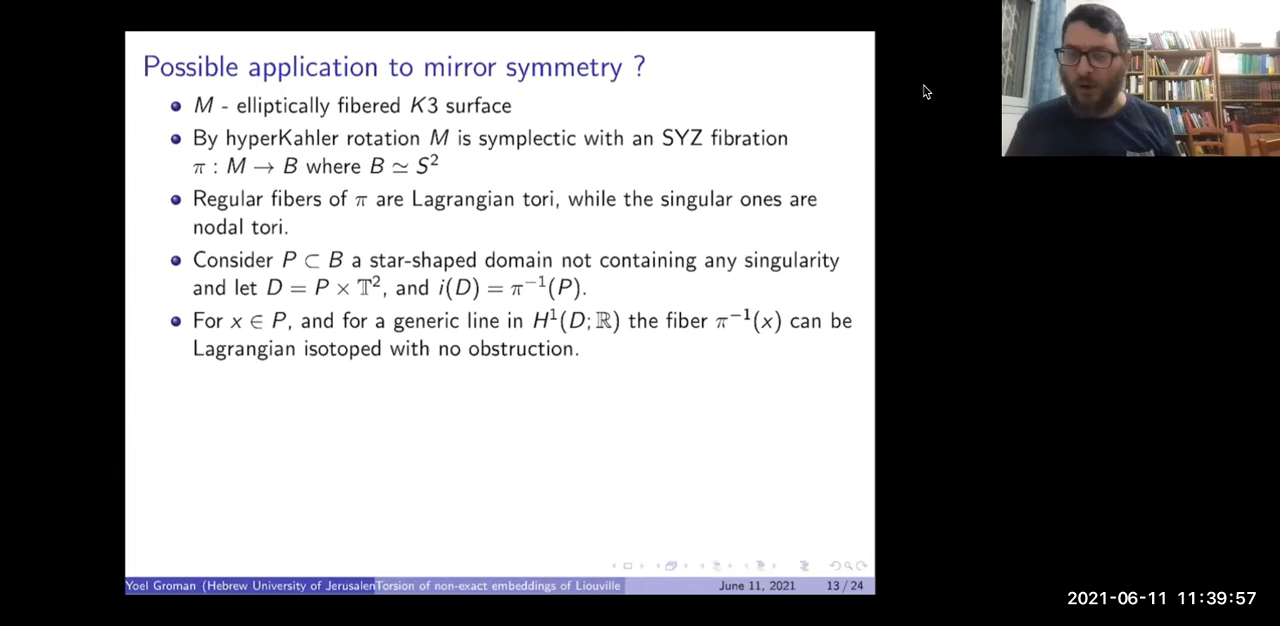 Possible application to mirror symmetry ?
M - elliptically fibered K3 surface
By hyperKahler rotation M is symplectic with an SYZ fibration
π : M → B where B ≃ S²
Regular fibers of π are Lagrangian tori, while the singular ones are
nodal tori.
Consider P ⊂ B a star-shaped domain not containing any singularity
and let D = P × 𝕋², and i(D) = π⁻¹(P).
For x ∈ P, and for a generic line in H¹(D; ℝ) the fiber π⁻¹(x) can be
Lagrangian isotoped with no obstruction.
Yoel Groman (Hebrew University of Jerusalen Torsion of non-exact embeddings of Liouville June 11, 2021 13 / 24
2021-06-11 11:39:57